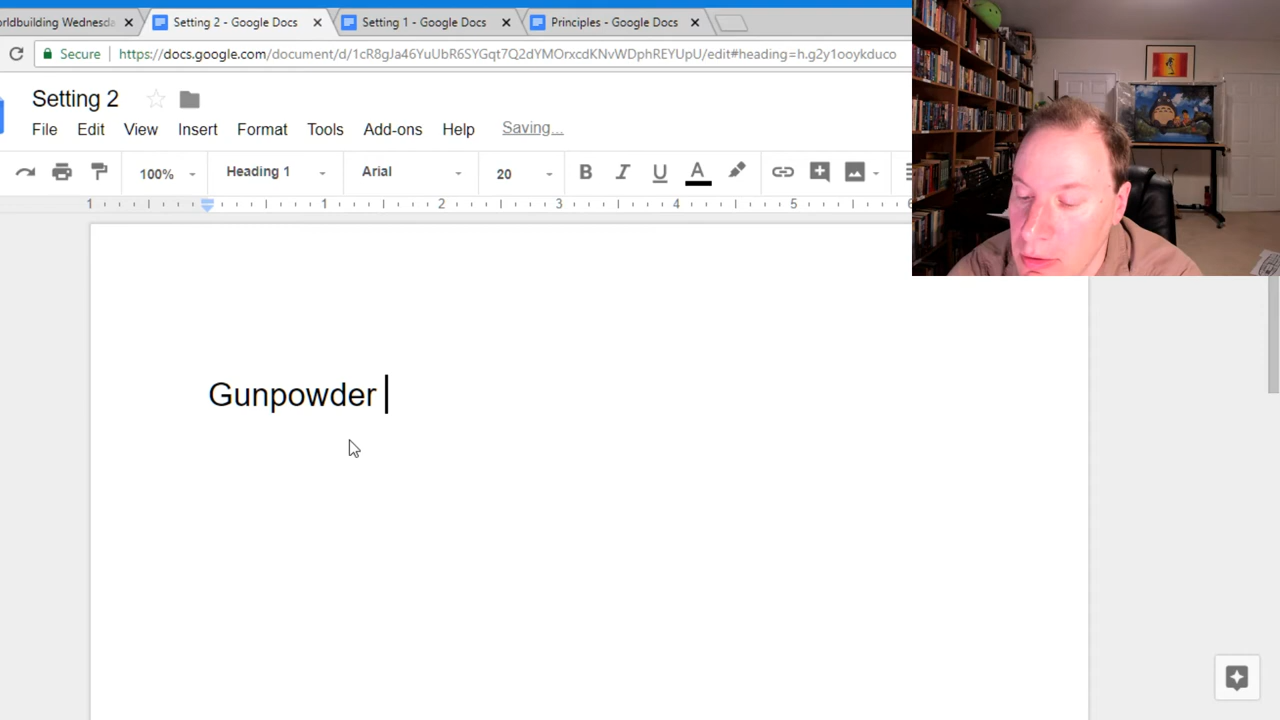 orldbuilding Wednesda
Setting 2 - Google Docs
Setting 1 - Google Docs
Principles - Google Docs
Secure
https://docs.google.com/document/d/1cR8gJa46YuUbR6SYGqt7Q2dYMOrxcdKNvWDphREYUpU/edit#heading=h.g2y1ooykduco
Setting 2
File Edit View Insert Format Tools Add-ons Help Saving...
100% Heading 1 Arial 20 B I U A
1 1 2 3 4 5
Gunpowder